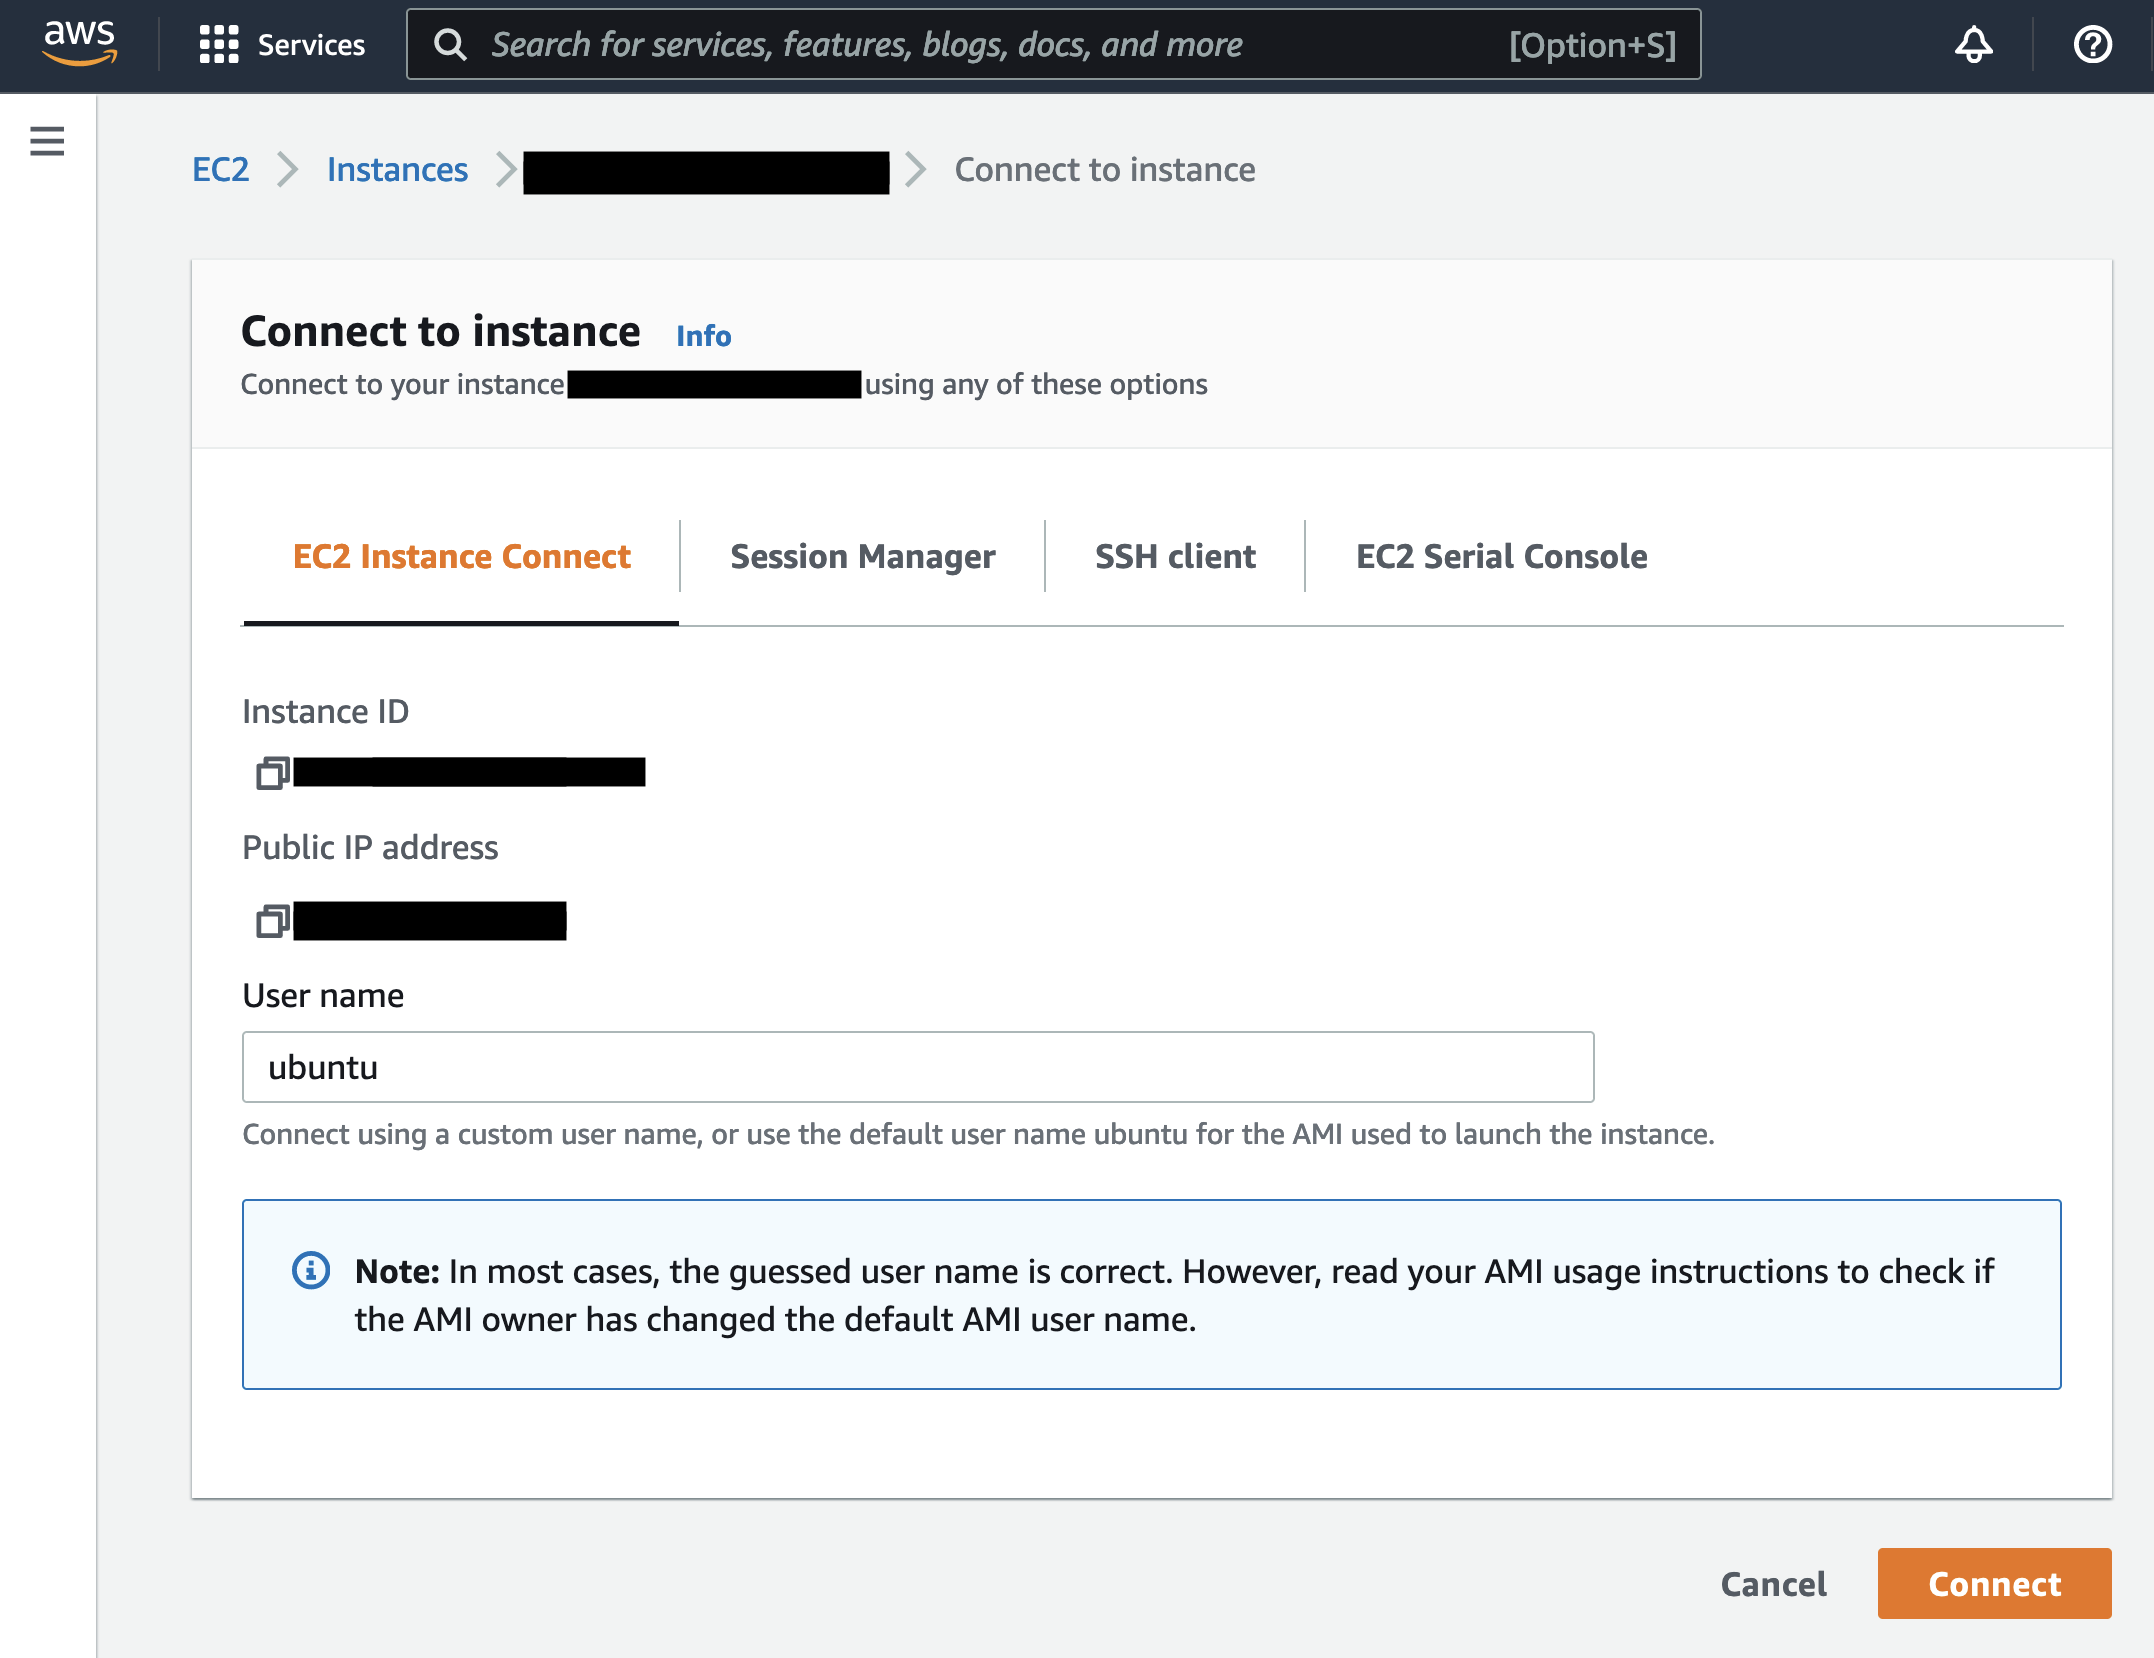 aws
Services
Search for services, features, blogs, docs, and more
[Option+S]
EC2
Instances
Connect to instance
Connect to instance Info
Connect to your instance using any of these options
EC2 Instance Connect
Session Manager
SSH client
EC2 Serial Console
Instance ID
Public IP address
User name
ubuntu
Connect using a custom user name, or use the default user name ubuntu for the AMI used to launch the instance.
Note: In most cases, the guessed user name is correct. However, read your AMI usage instructions to check if
the AMI owner has changed the default AMI user name.
Cancel
Connect